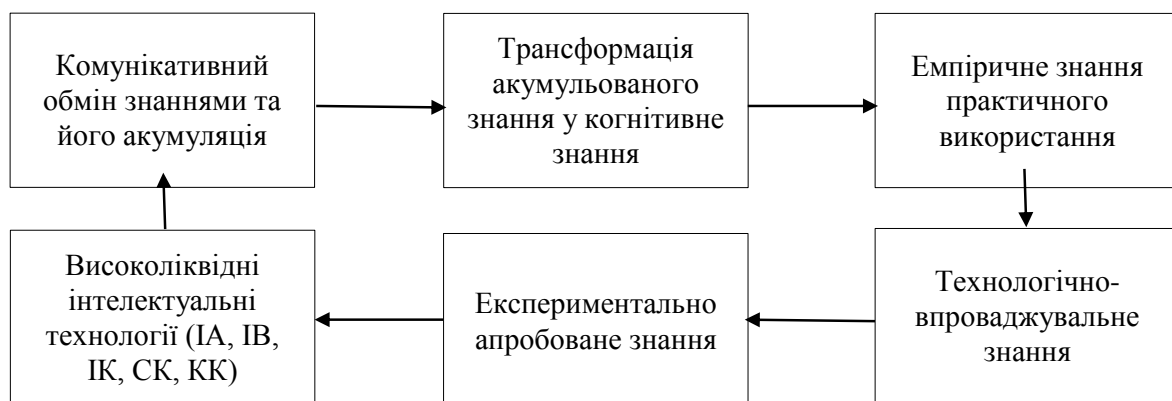 Комунікативний
обмін знаннями та
його акумуляція
Трансформація
акумульованого
знання у когнітивне
знання
Емпіричне знання
практичного
використання
Високоліквідні
інтелектуальні
технології (ІА, ІВ,
ІК, СК, КК)
Експериментально
апробоване знання
Технологічно-
впроваджувальне
знання